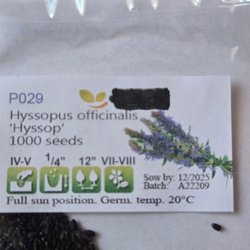 P029
Hyssopus officinalis
'Hyssop'
1000 seeds
IV-V 1/4" 12" VII-VIII
Sow by: 12/2025
Batch: A22209
Full sun position. Germ. temp. 20°C